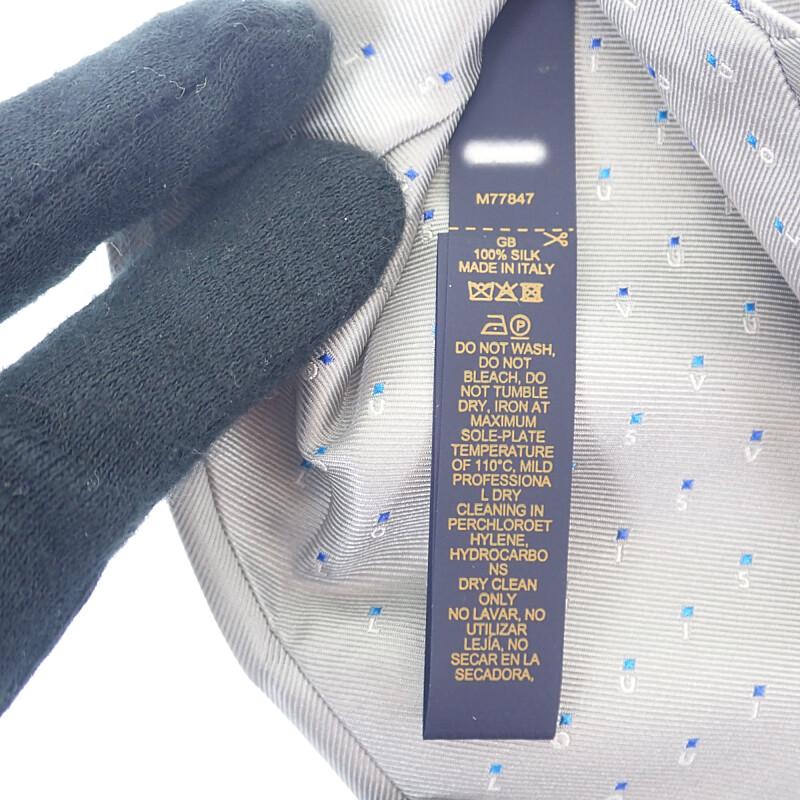 M77847
GB
100% SILK
MADE IN ITALY
P
DO NOT WASH,
DO NOT
BLEACH, DO
NOT TUMBLE
DRY, IRON AT
MAXIMUM
SOLE-PLATE
TEMPERATURE
OF 110°C, MILD
PROFESSIONA
L DRY
CLEANING IN
PERCHLOROET
HYLENE,
HYDROCARBO
NS
DRY CLEAN
ONLY
NO LAVAR, NO
UTILIZAR
LEJÍA, NO
SECAR EN LA
SECADORA,